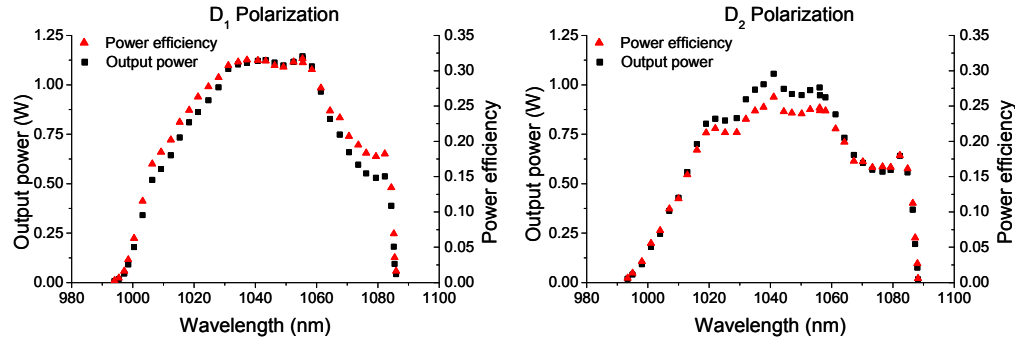 D1 Polarization
1.25
1.00
0.75
0.50
0.25
0.00
Output power (W)
Power efficiency
Output power
0.35
0.30
0.25
0.20
0.15
0.10
0.05
0.00
Power efficiency
980 1000 1020 1040 1060 1080 1100
Wavelength (nm)
D2 Polarization
1.25
1.00
0.75
0.50
0.25
0.00
Output power (W)
Power efficiency
Output power
0.35
0.30
0.25
0.20
0.15
0.10
0.05
0.00
Power efficiency
980 1000 1020 1040 1060 1080 1100
Wavelength (nm)